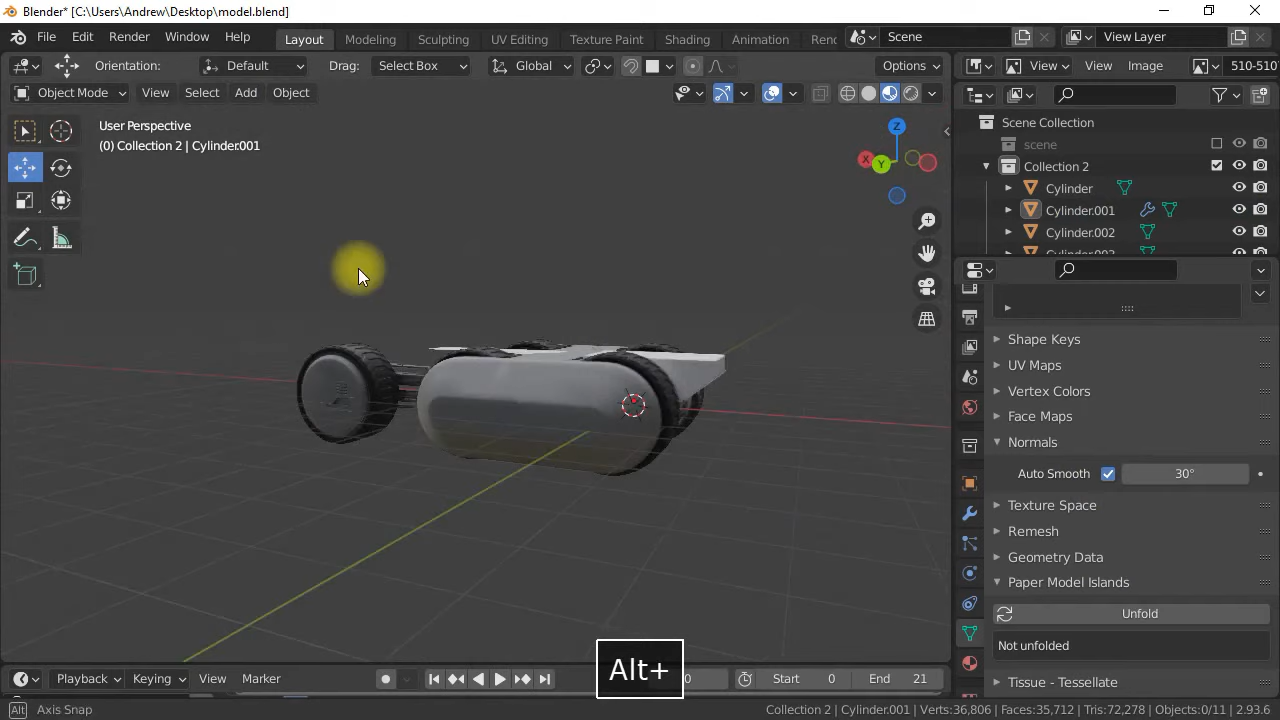 Blender* [C:\Users\Andrew\Desktop\model.blend]
File Edit Render Window Help Layout Modeling Sculpting UV Editing Texture Paint Shading Animation Scene View Layer
Orientation: Default Drag: Select Box Global Options View View Image 510-510
Object Mode View Select Add Object
User Perspective
(0) Collection 2 | Cylinder.001
Z
X
Y
Scene Collection
scene
Collection 2
Cylinder
Cylinder.001
Cylinder.002
Shape Keys
UV Maps
Vertex Colors
Face Maps
Normals
Auto Smooth 30°
Texture Space
Remesh
Geometry Data
Paper Model Islands
Unfold
Not unfolded
Tissue - Tessellate
Alt+
Playback Keying View Marker 0 Start 0 End 21
Alt Axis Snap Collection 2 | Cylinder.001 | Verts:36,806 | Faces:35,712 | Tris:72,278 | Objects:0/11 | 2.93.6